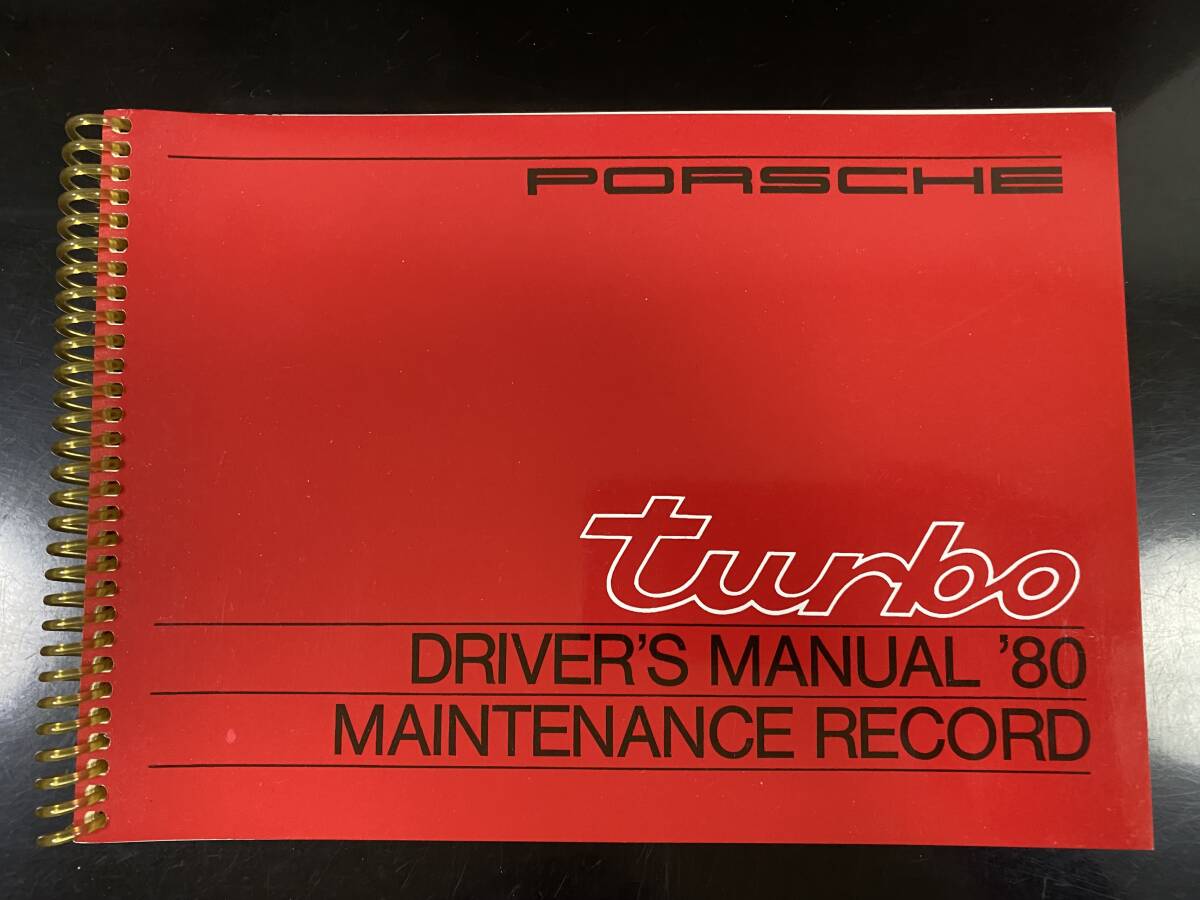 PORSCHE
turbo
DRIVER'S MANUAL '80
MAINTENANCE RECORD